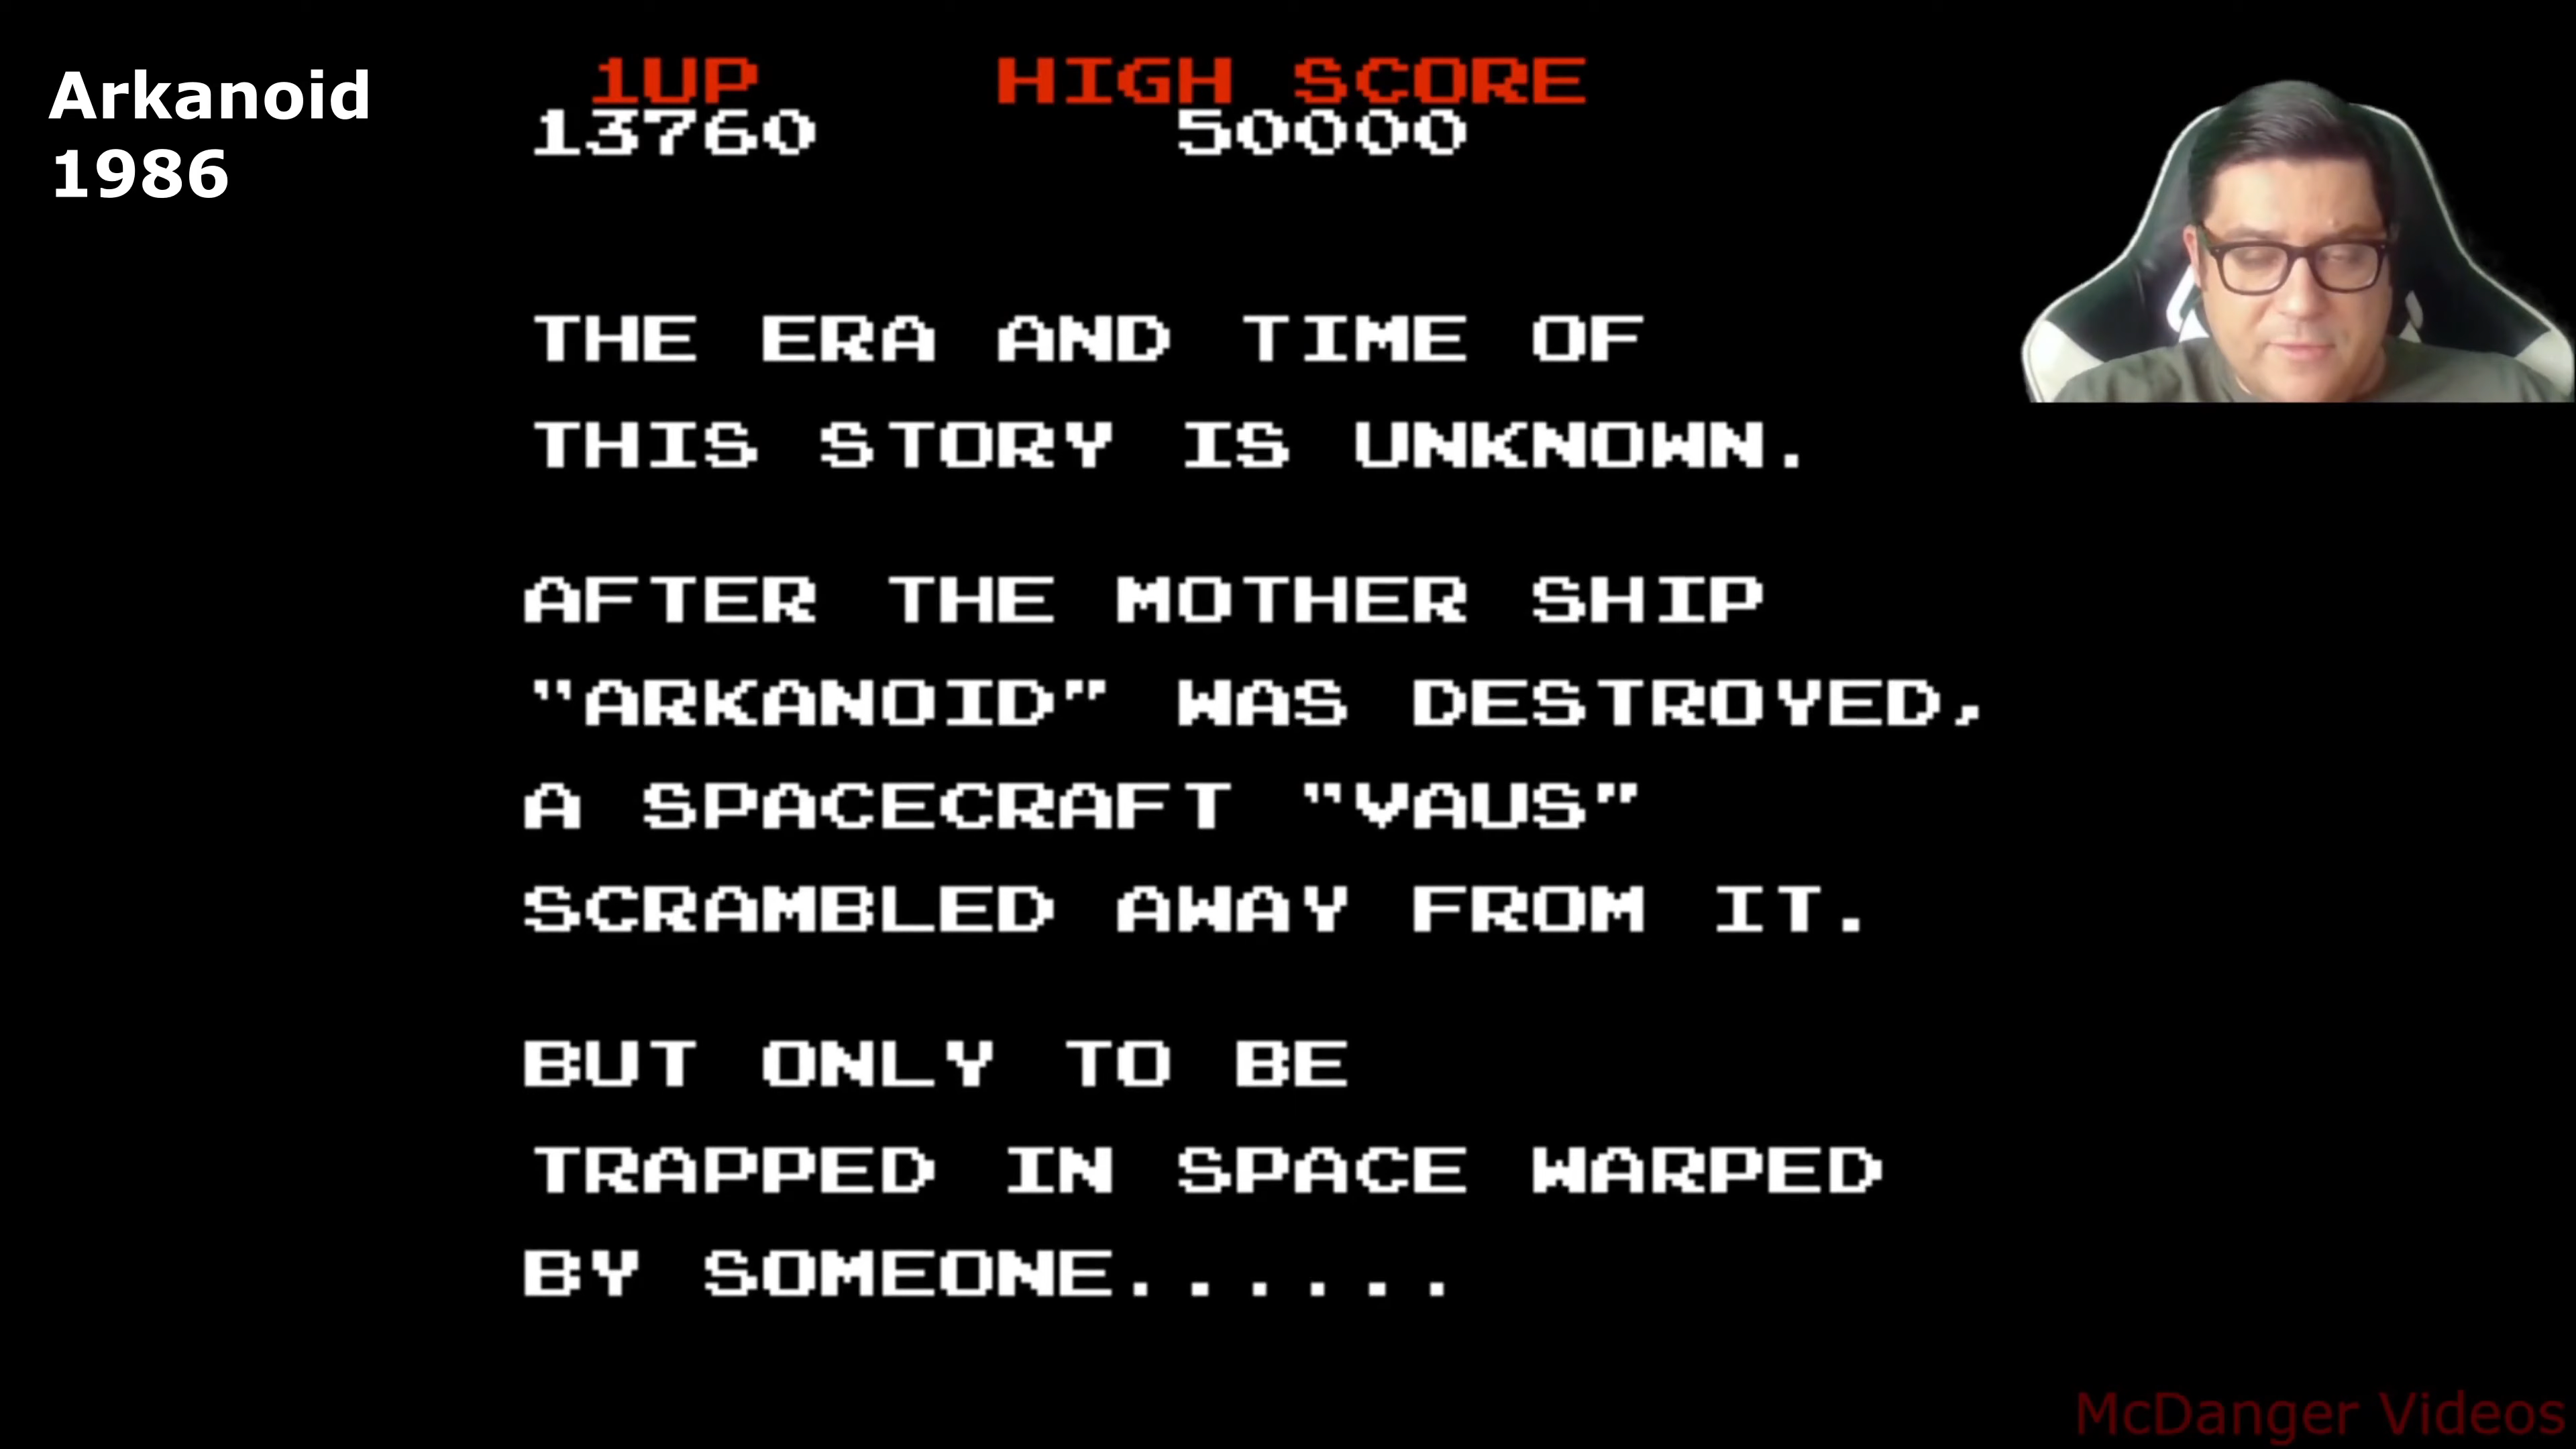 Arkanoid
1986
1UP HIGH SCORE
13760 50000
THE ERA AND TIME OF
THIS STORY IS UNKNOWN.
AFTER THE MOTHER SHIP
"ARKANOID" WAS DESTROYED,
A SPACECRAFT "VAUS"
SCRAMBLED AWAY FROM IT.
BUT ONLY TO BE
TRAPPED IN SPACE WARPED
BY SOMEONE......
McDanger Videos